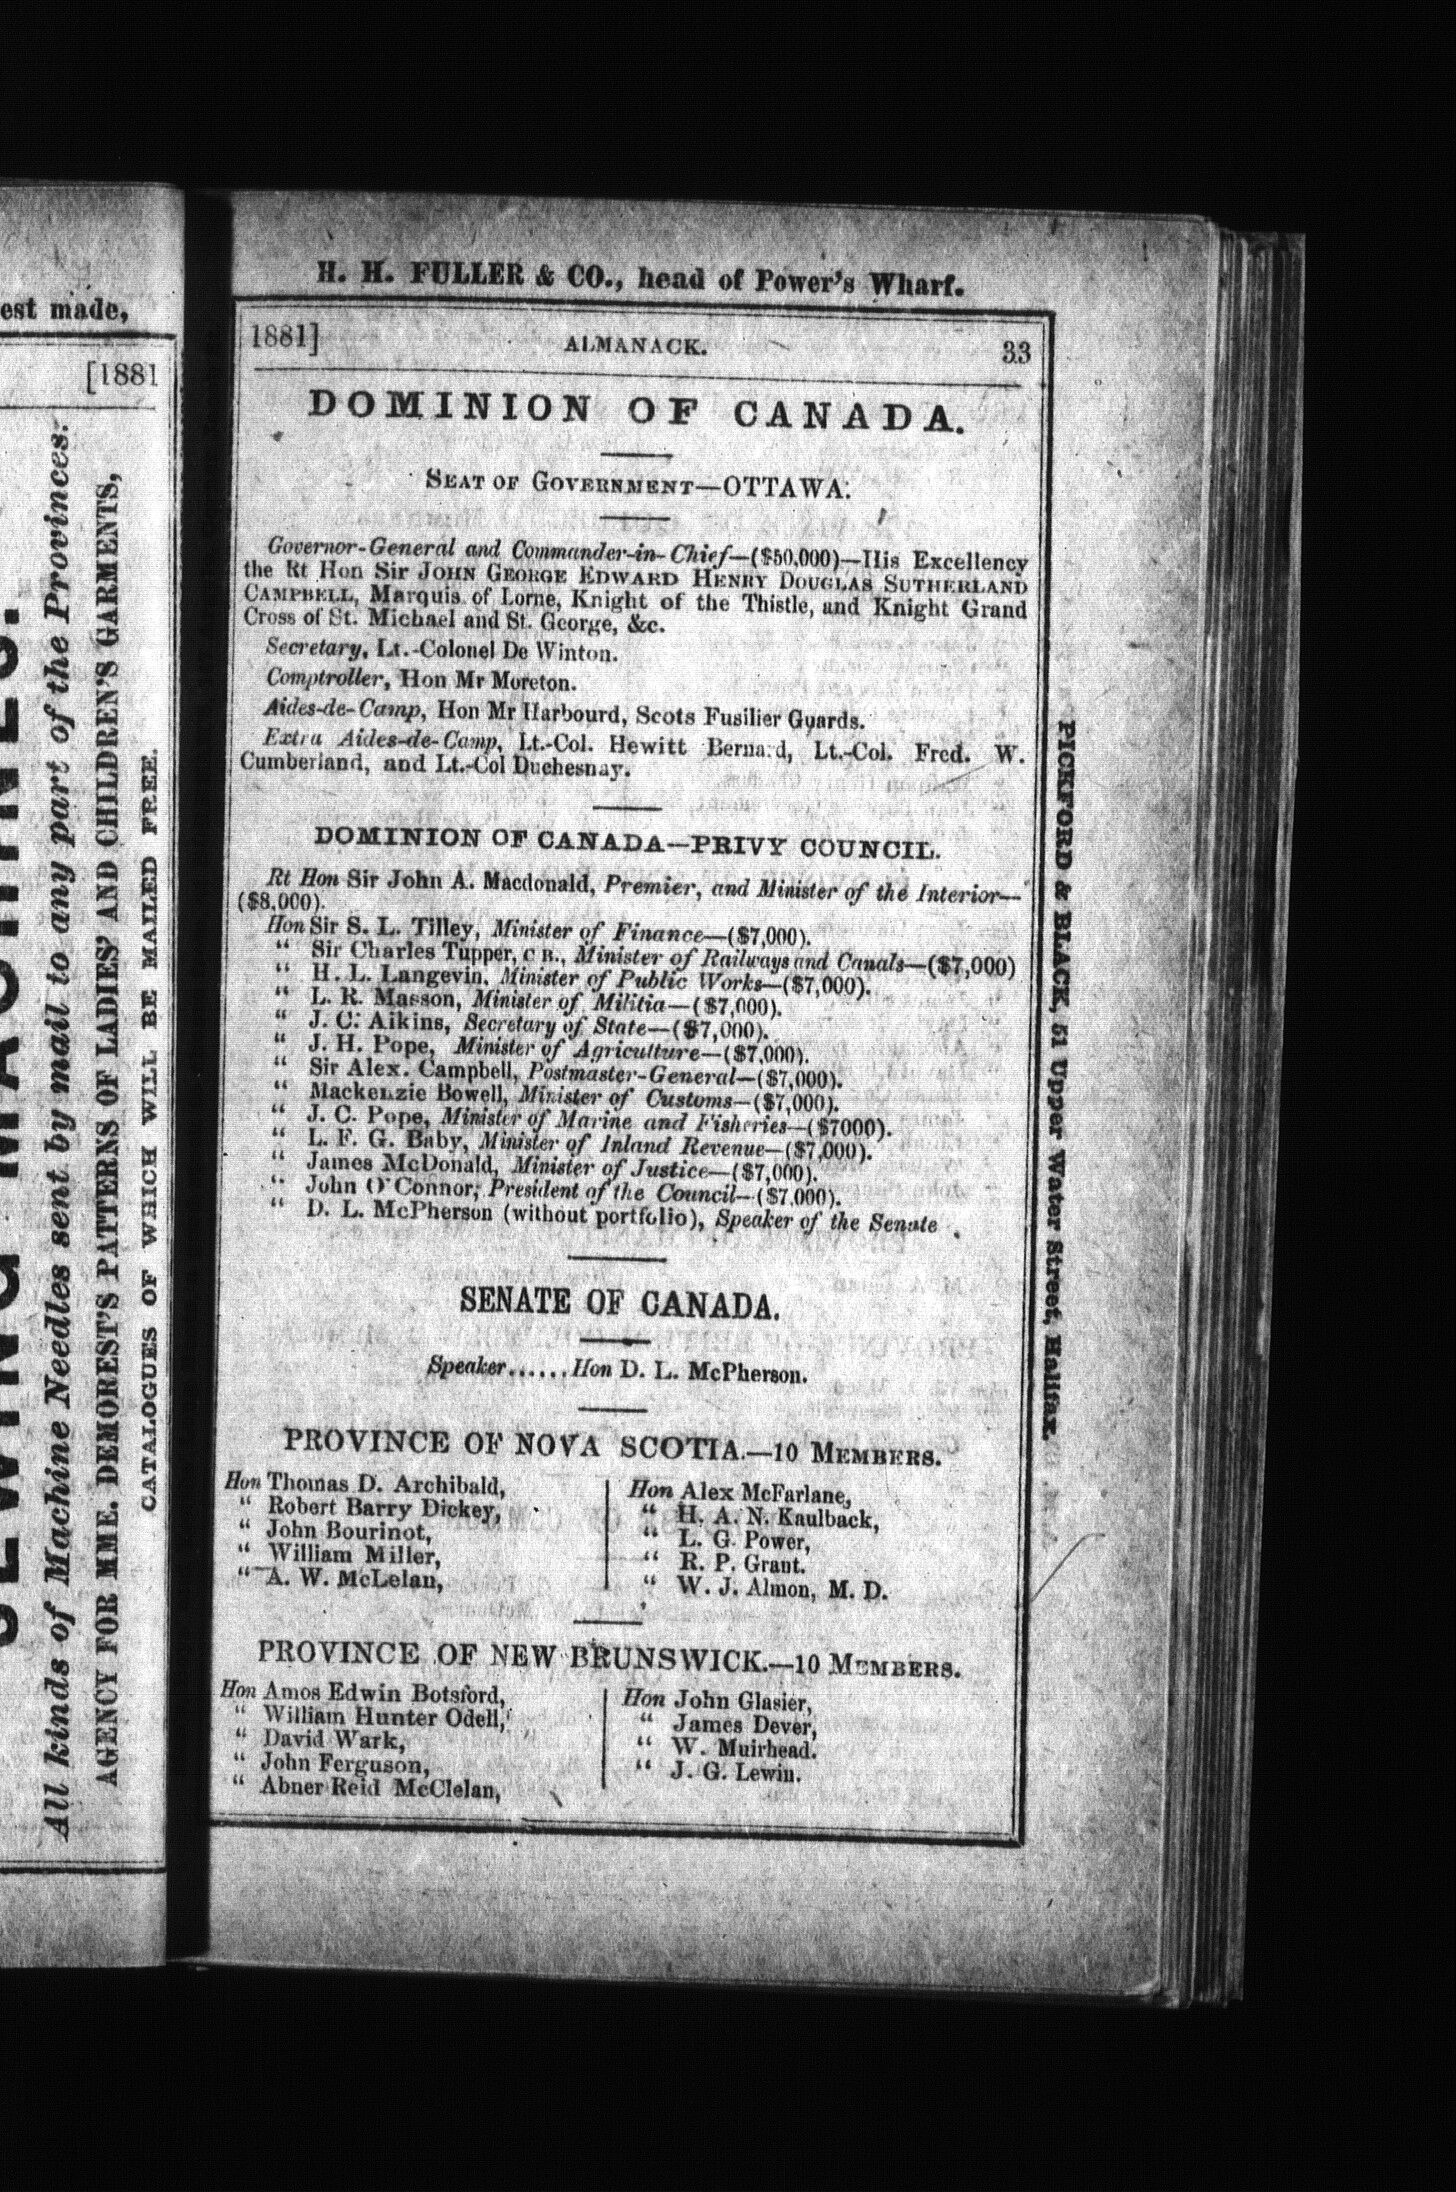 est made,
[1881
All kinds of Machine Needles sent by mail to any part of the Provinces.
AGENCY FOR MME. DEMOREST'S PATTERNS OF LADIES' AND CHILDREN'S GARMENTS,
CATALOGUES OF WHICH WILL BE MAILED FREE.
H. H. FULLER & CO., head of Power's Wharf.
1881] ALMANACK. 33
DOMINION OF CANADA.
SEAT OF GOVERNMENT—OTTAWA.
Governor-General and Commander-in-Chief—($50,000)—His Excellency
the Rt Hon Sir JOHN GEORGE EDWARD HENRY DOUGLAS SUTHERLAND
CAMPBELL, Marquis of Lorne, Knight of the Thistle, and Knight Grand
Cross of St. Michael and St. George, &c.
Secretary, Lt.-Colonel De Winton.
Comptroller, Hon Mr Moreton.
Aides-de-Camp, Hon Mr Harbourd, Scots Fusilier Guards.
Extra Aides-de-Camp, Lt.-Col. Hewitt Bernard, Lt.-Col. Fred. W.
Cumberland, and Lt.-Col Duchesnay.
DOMINION OF CANADA—PRIVY COUNCIL.
Rt Hon Sir John A. Macdonald, Premier, and Minister of the Interior—
($8,000).
Hon Sir S. L. Tilley, Minister of Finance—($7,000).
" Sir Charles Tupper, C B., Minister of Railways and Canals—($7,000)
" H. L. Langevin, Minister of Public Works—($7,000).
" L. R. Masson, Minister of Militia—($7,000).
" J. C. Aikins, Secretary of State—($7,000).
" J. H. Pope, Minister of Agriculture—($7,000).
" Sir Alex. Campbell, Postmaster-General—($7,000).
" Mackenzie Bowell, Minister of Customs—($7,000).
" J. C. Pope, Minister of Marine and Fisheries—($7000).
" L. F. G. Baby, Minister of Inland Revenue—($7,000).
" James McDonald, Minister of Justice—($7,000).
" John O'Connor, President of the Council—($7,000).
" D. L. McPherson (without portfolio), Speaker of the Senate .
SENATE OF CANADA.
Speaker......Hon D. L. McPherson.
PROVINCE OF NOVA SCOTIA.—10 MEMBERS.
Hon Thomas D. Archibald,
" Robert Barry Dickey,
" John Bourinot,
" William Miller,
" A. W. McLelan,
Hon Alex McFarlane,
" H. A. N. Kaulback,
" L. G. Power,
" R. P. Grant.
" W. J. Almon, M. D.
PROVINCE OF NEW BRUNSWICK.—10 MEMBERS.
Hon Amos Edwin Botsford,
" William Hunter Odell,
" David Wark,
" John Ferguson,
" Abner Reid McClelan,
Hon John Glasier,
" James Dever,
" W. Muirhead.
" J. G. Lewin.
PICKFORD & BLACK, 51 Upper Water Street, Halifax.